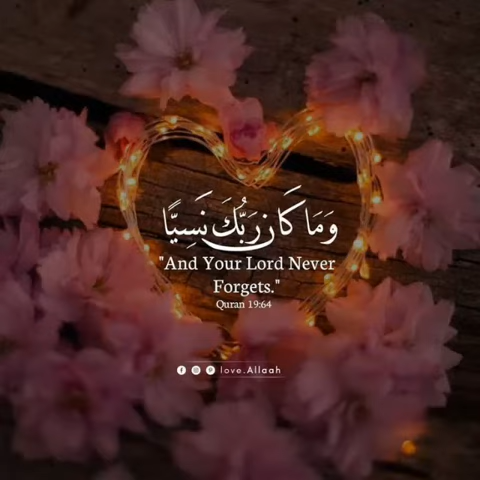 وَمَا كَانَ رَبُّكَ نَسِيًّا
"And Your Lord Never
Forgets."
Quran 19:64
love.Allaah